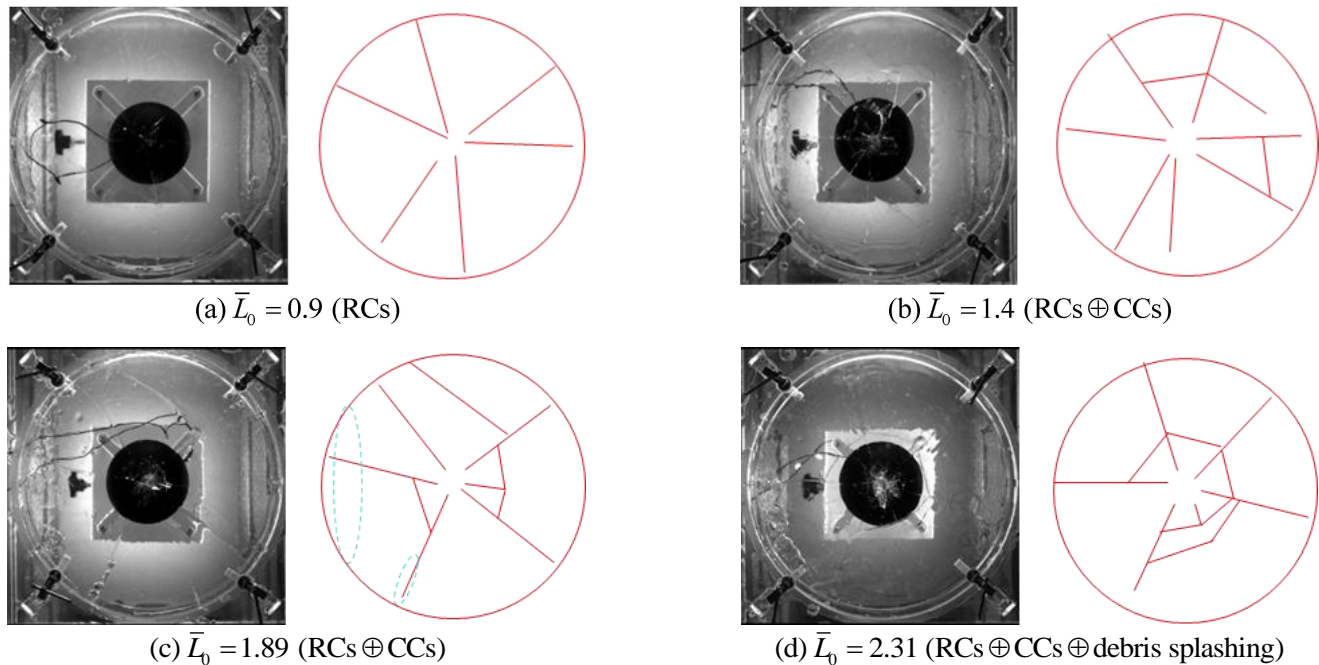 (a) L̅₀ = 0.9 (RCs)
(b) L̅₀ = 1.4 (RCs⊕CCs)
(c) L̅₀ = 1.89 (RCs⊕CCs)
(d) L̅₀ = 2.31 (RCs⊕CCs⊕debris splashing)